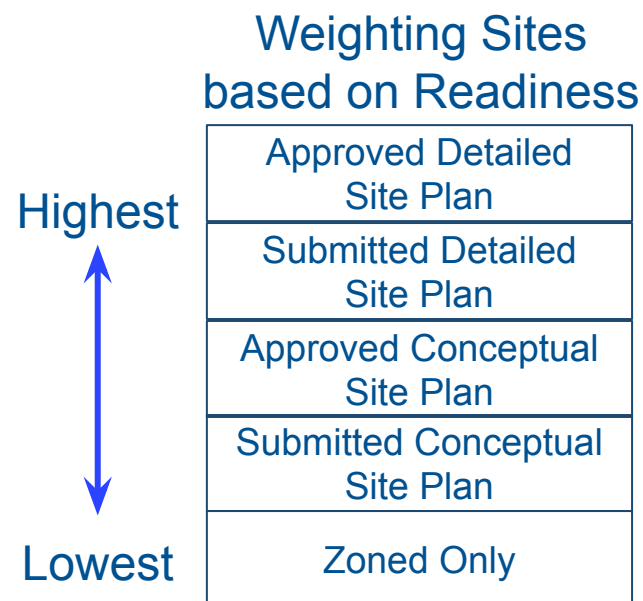 Weighting Sites
based on Readiness
Highest
Approved Detailed
Site Plan
Submitted Detailed
Site Plan
Approved Conceptual
Site Plan
Submitted Conceptual
Site Plan
Lowest
Zoned Only